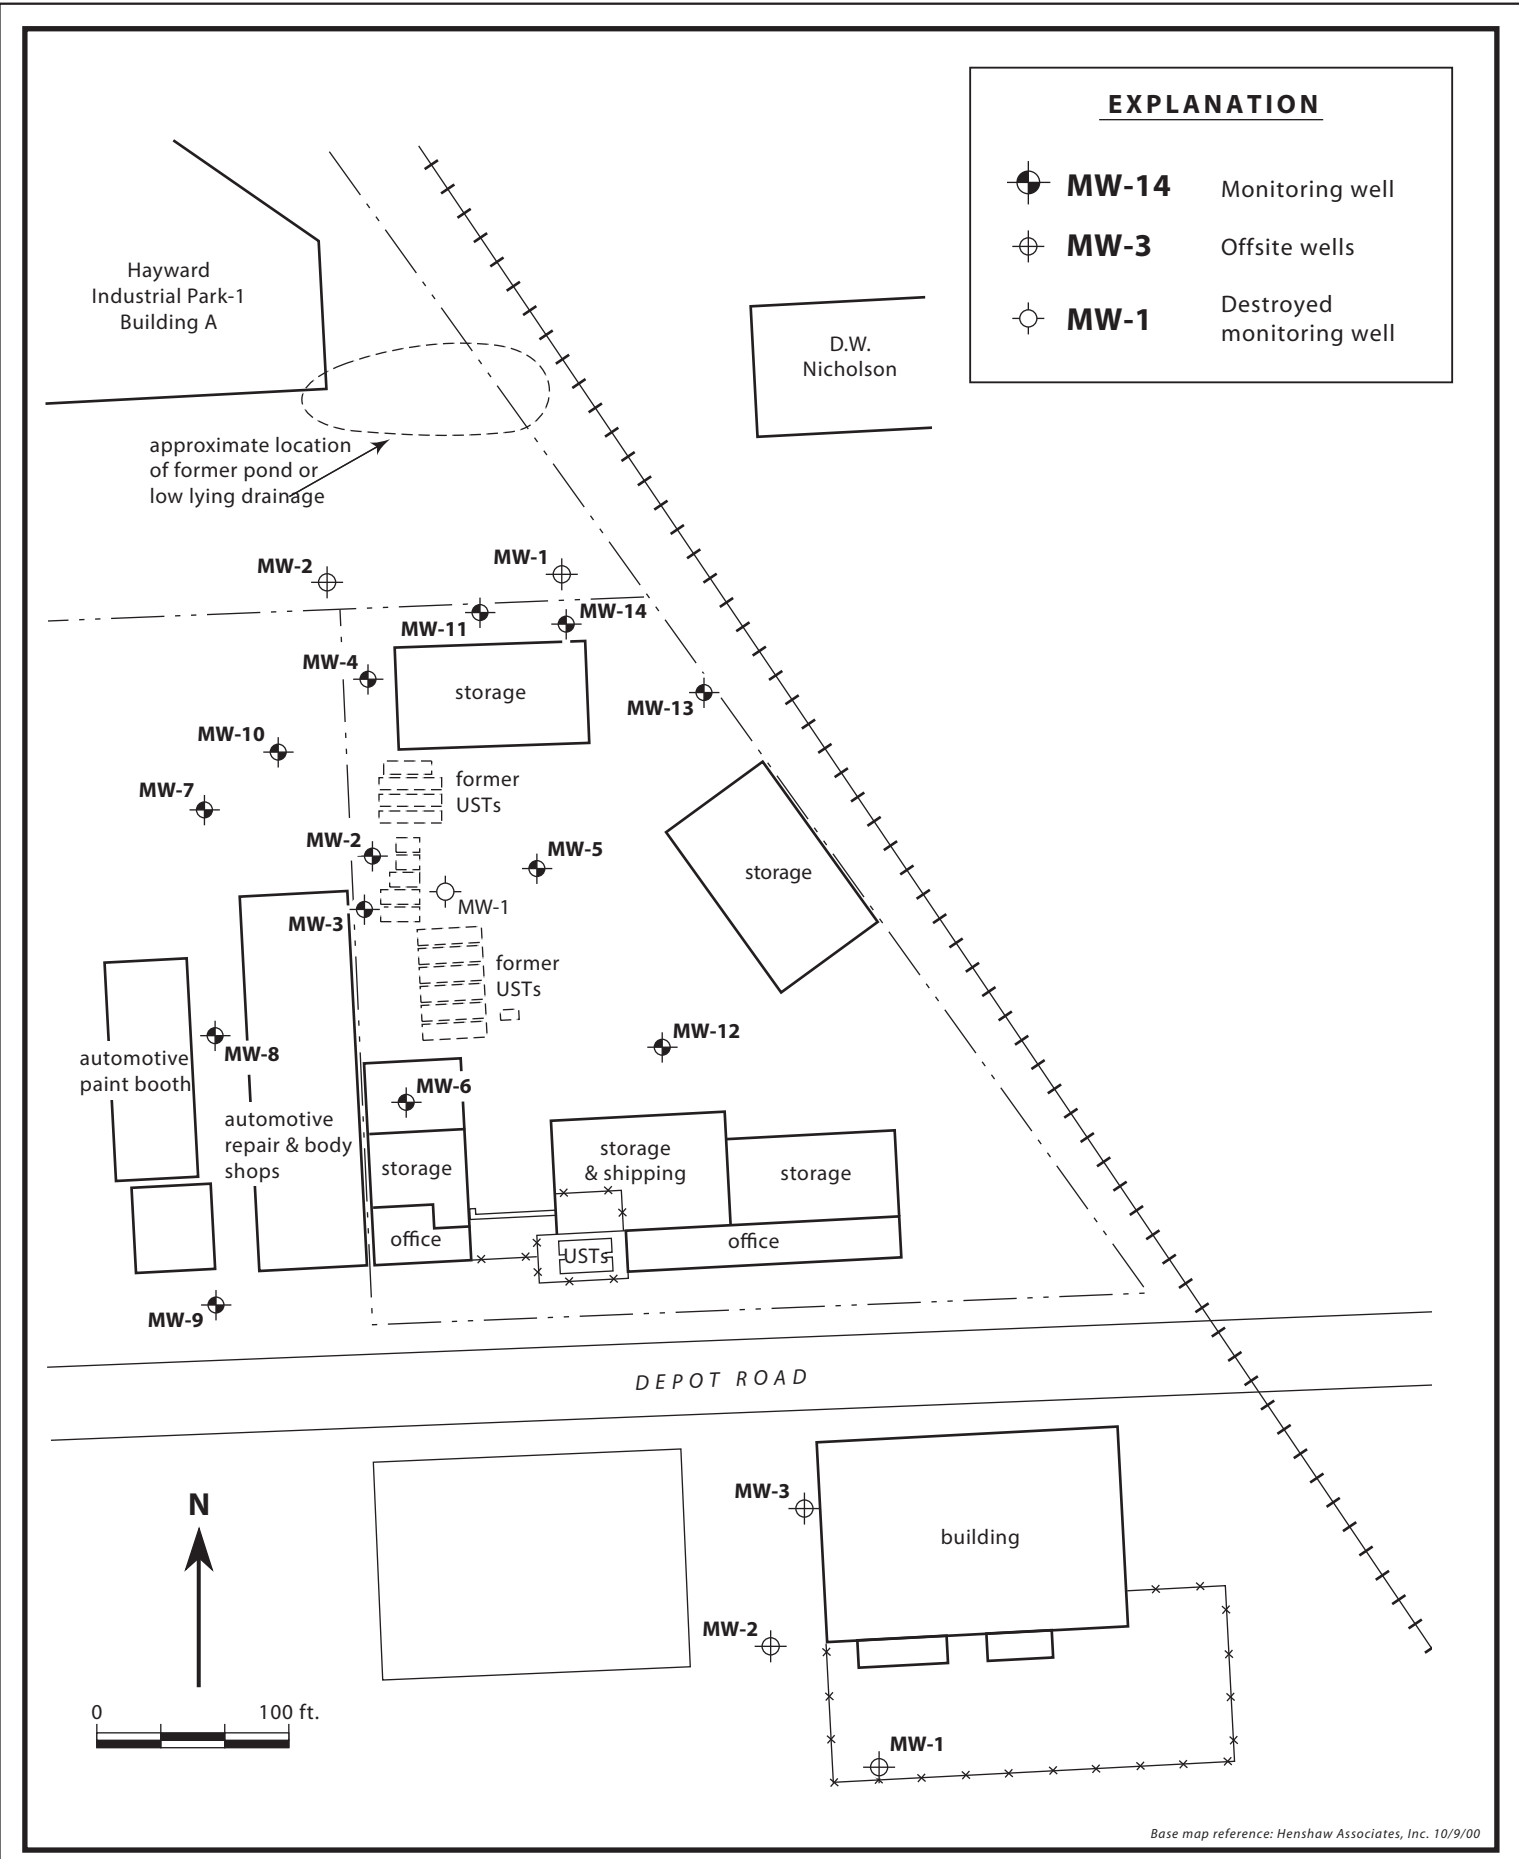 EXPLANATION
MW-14 Monitoring well
MW-3 Offsite wells
MW-1 Destroyed
monitoring well
Hayward
Industrial Park-1
Building A
D.W.
Nicholson
approximate location
of former pond or
low lying drainage
MW-2
MW-1
MW-14
MW-11
MW-4
storage
MW-13
MW-10
former
USTs
MW-7
MW-2
MW-5
storage
MW-1
MW-3
former
USTs
MW-12
MW-8
automotive
paint booth
MW-6
automotive
repair & body
shops
storage
storage
& shipping
storage
office
USTs
office
MW-9
DEPOT ROAD
MW-3
N
building
MW-2
0 100 ft.
MW-1
Base map reference: Henshaw Associates, Inc. 10/9/00